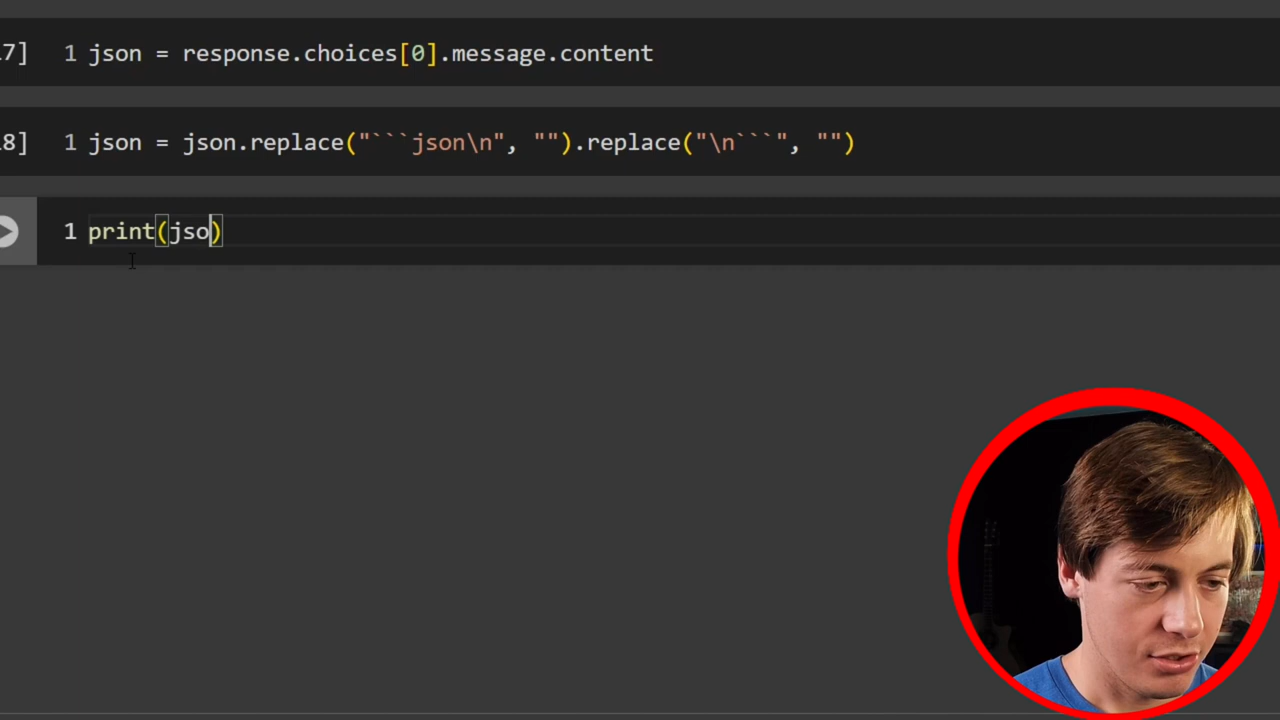 7] 1 json = response.choices[0].message.content
8] 1 json = json.replace("```json\n", "").replace("\n```", "")
1 print(jso)